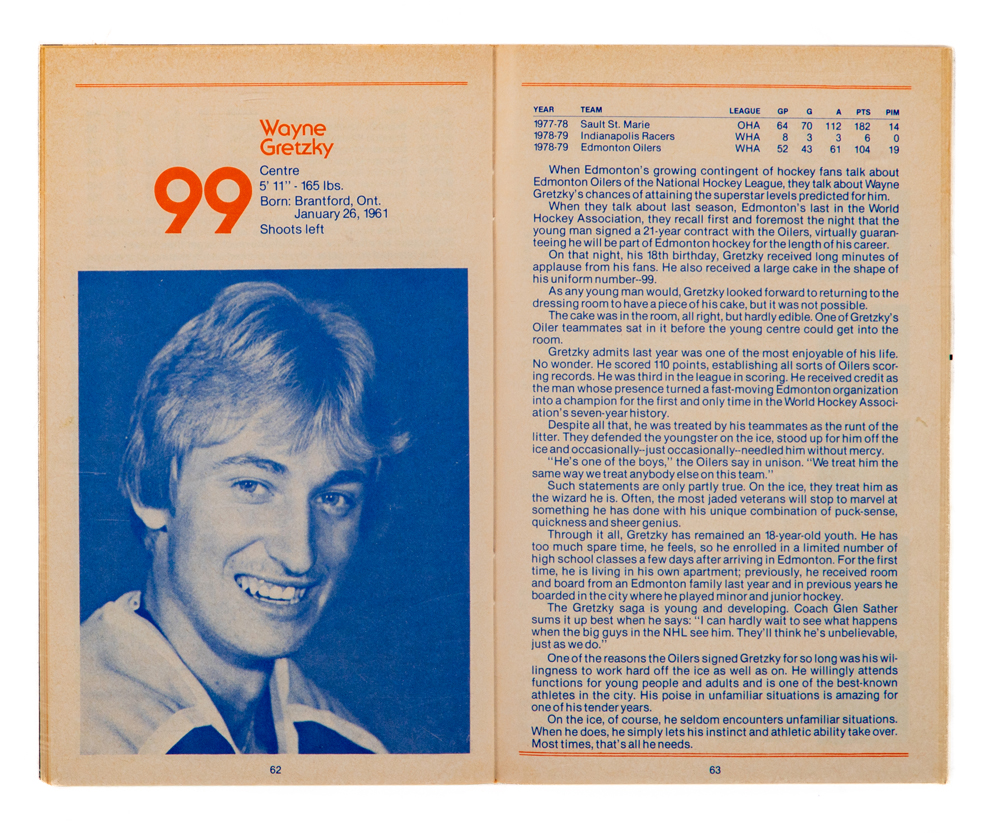 Wayne
Gretzky
99
Centre
5' 11" - 165 lbs.
Born: Brantford, Ont.
January 26, 1961
Shoots left
62
YEAR TEAM LEAGUE GP G A PTS PIM
1977-78 Sault St. Marie OHA 64 70 112 182 14
1978-79 Indianapolis Racers WHA 8 3 3 6 0
1978-79 Edmonton Oilers WHA 52 43 61 104 19
When Edmonton's growing contingent of hockey fans talk about
Edmonton Oilers of the National Hockey League, they talk about Wayne
Gretzky's chances of attaining the superstar levels predicted for him.
When they talk about last season, Edmonton's last in the World
Hockey Association, they recall first and foremost the night that the
young man signed a 21-year contract with the Oilers, virtually guaran-
teeing he will be part of Edmonton hockey for the length of his career.
On that night, his 18th birthday, Gretzky received long minutes of
applause from his fans. He also received a large cake in the shape of
his uniform number--99.
As any young man would, Gretzky looked forward to returning to the
dressing room to have a piece of his cake, but it was not possible.
The cake was in the room, all right, but hardly edible. One of Gretzky's
Oiler teammates sat in it before the young centre could get into the
room.
Gretzky admits last year was one of the most enjoyable of his life.
No wonder. He scored 110 points, establishing all sorts of Oilers scor-
ing records. He was third in the league in scoring. He received credit as
the man whose presence turned a fast-moving Edmonton organization
into a champion for the first and only time in the World Hockey Associ-
ation's seven-year history.
Despite all that, he was treated by his teammates as the runt of the
litter. They defended the youngster on the ice, stood up for him off the
ice and occasionally--just occasionally--needled him without mercy.
"He's one of the boys," the Oilers say in unison. "We treat him the
same way we treat anybody else on this team."
Such statements are only partly true. On the ice, they treat him as
the wizard he is. Often, the most jaded veterans will stop to marvel at
something he has done with his unique combination of puck-sense,
quickness and sheer genius.
Through it all, Gretzky has remained an 18-year-old youth. He has
too much spare time, he feels, so he enrolled in a limited number of
high school classes a few days after arriving in Edmonton. For the first
time, he is living in his own apartment; previously, he received room
and board from an Edmonton family last year and in previous years he
boarded in the city where he played minor and junior hockey.
The Gretzky saga is young and developing. Coach Glen Sather
sums it up best when he says: "I can hardly wait to see what happens
when the big guys in the NHL see him. They'll think he's unbelievable,
just as we do."
One of the reasons the Oilers signed Gretzky for so long was his wil-
lingness to work hard off the ice as well as on. He willingly attends
functions for young people and adults and is one of the best-known
athletes in the city. His poise in unfamiliar situations is amazing for
one of his tender years.
On the ice, of course, he seldom encounters unfamiliar situations.
When he does, he simply lets his instinct and athletic ability take over.
Most times, that's all he needs.
63